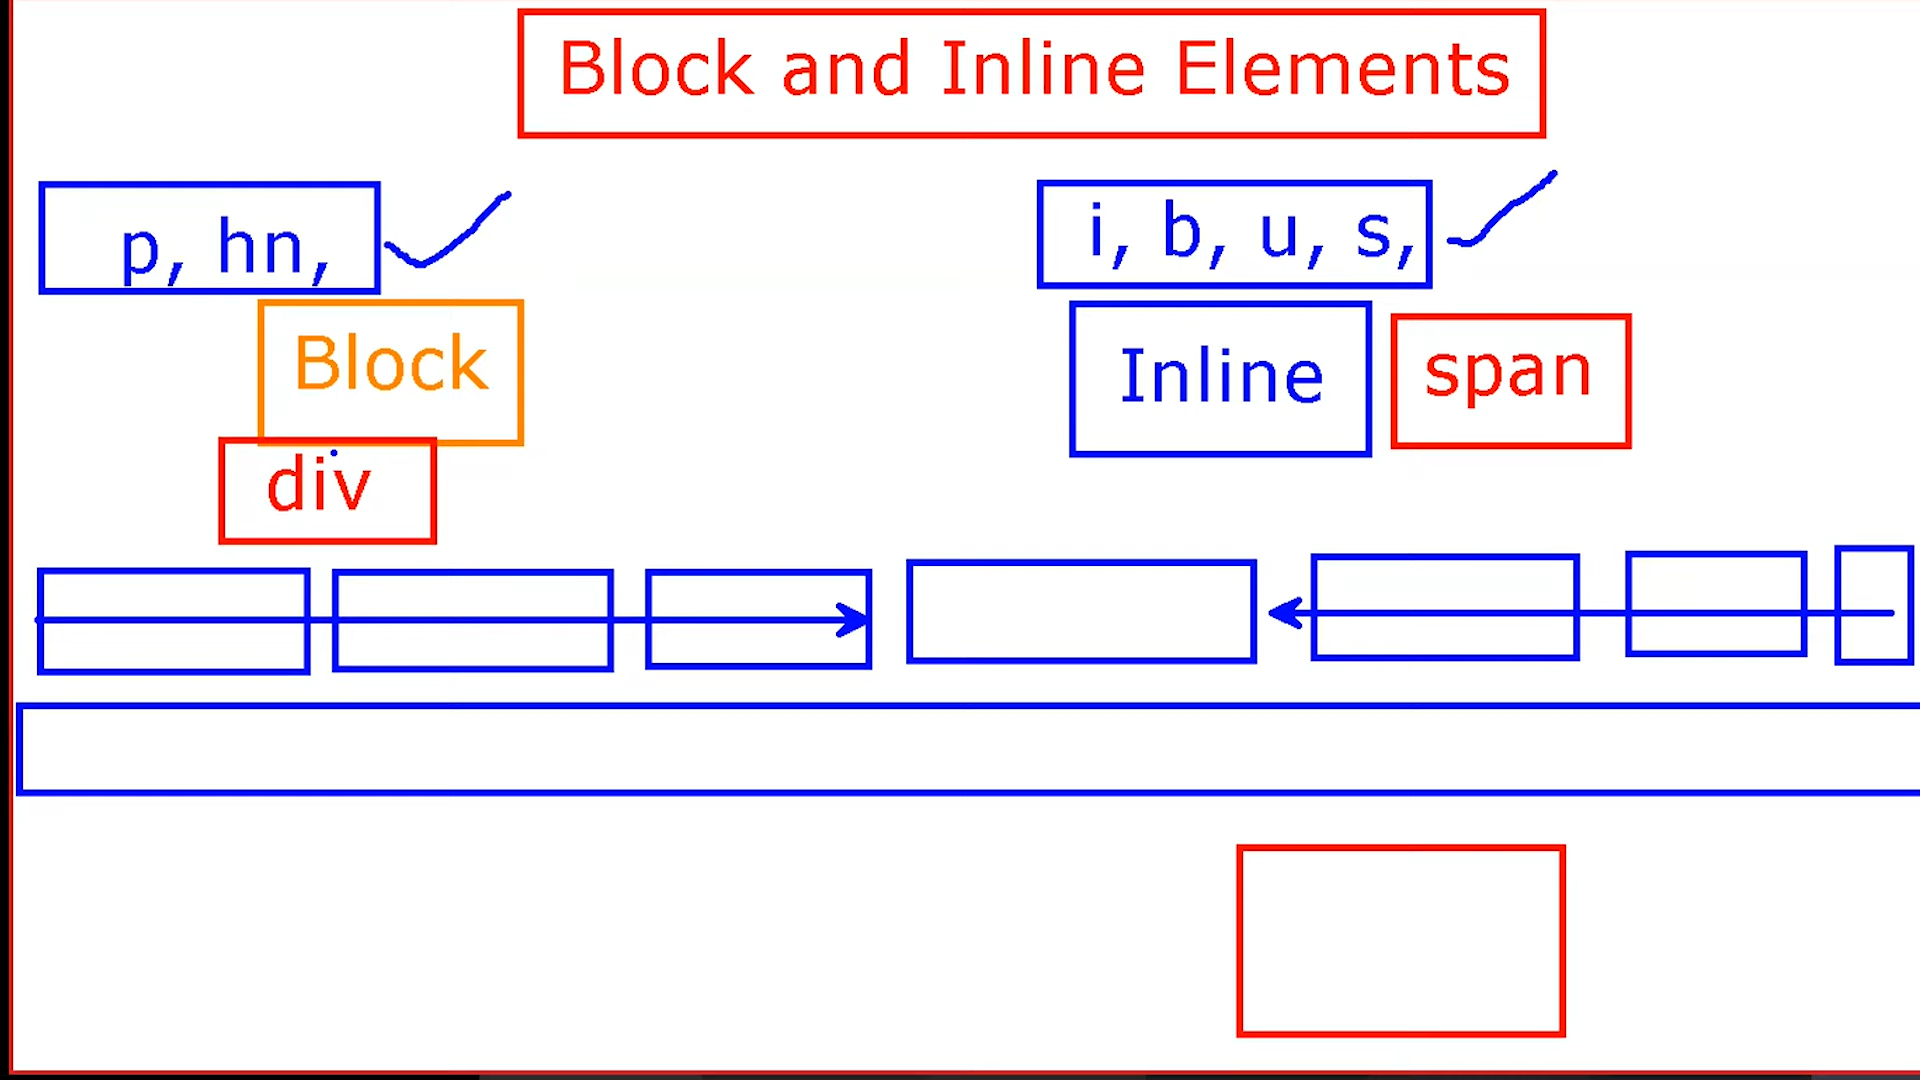 Block and Inline Elements
p, hn,
i, b, u, s,
Block
Inline
span
div